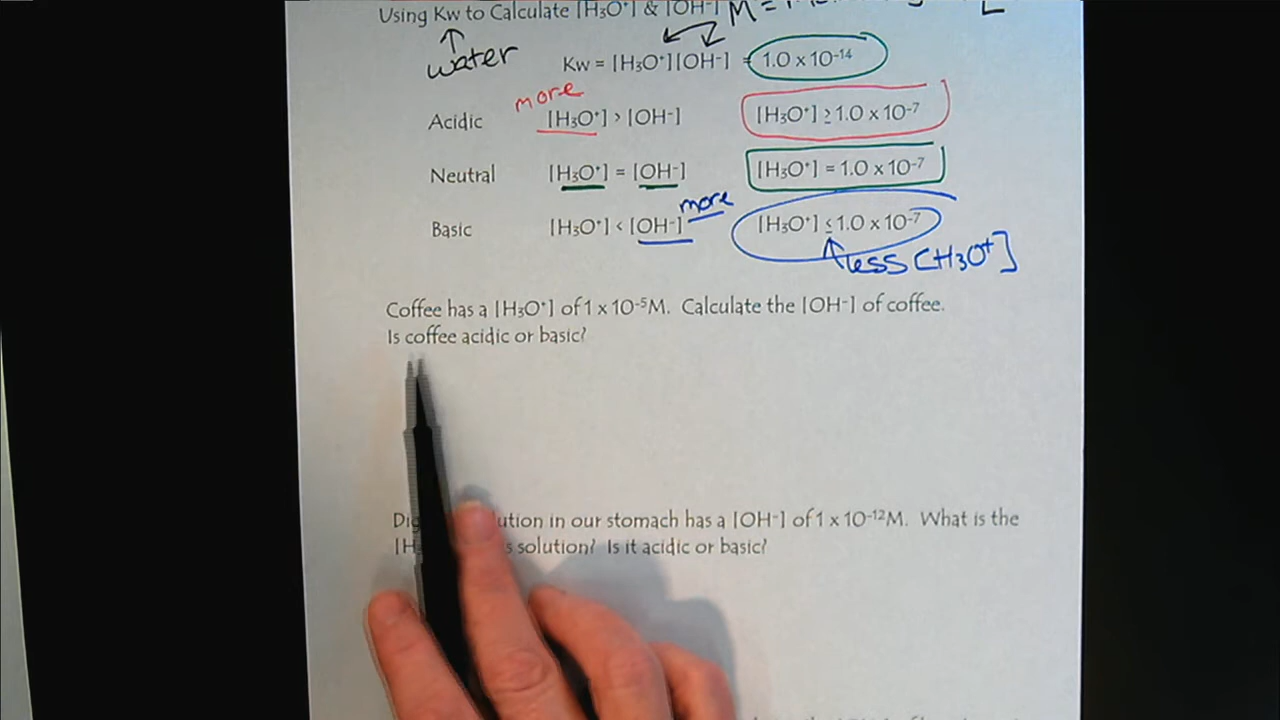 Using Kw to Calculate [H₃O⁺] & [OH⁻] M =
water
Kw = [H₃O⁺][OH⁻] = 1.0 x 10⁻¹⁴
more
Acidic [H₃O⁺] > [OH⁻] [H₃O⁺] ≥ 1.0 x 10⁻⁷
Neutral [H₃O⁺] = [OH⁻] [H₃O⁺] = 1.0 x 10⁻⁷
more
Basic [H₃O⁺] < [OH⁻] [H₃O⁺] ≤ 1.0 x 10⁻⁷
less [H₃O⁺]
Coffee has a [H₃O⁺] of 1 x 10⁻⁵M. Calculate the [OH⁻] of coffee.
Is coffee acidic or basic?
in our stomach has a [OH⁻] of 1 x 10⁻¹²M. What is the
solution? Is it acidic or basic?